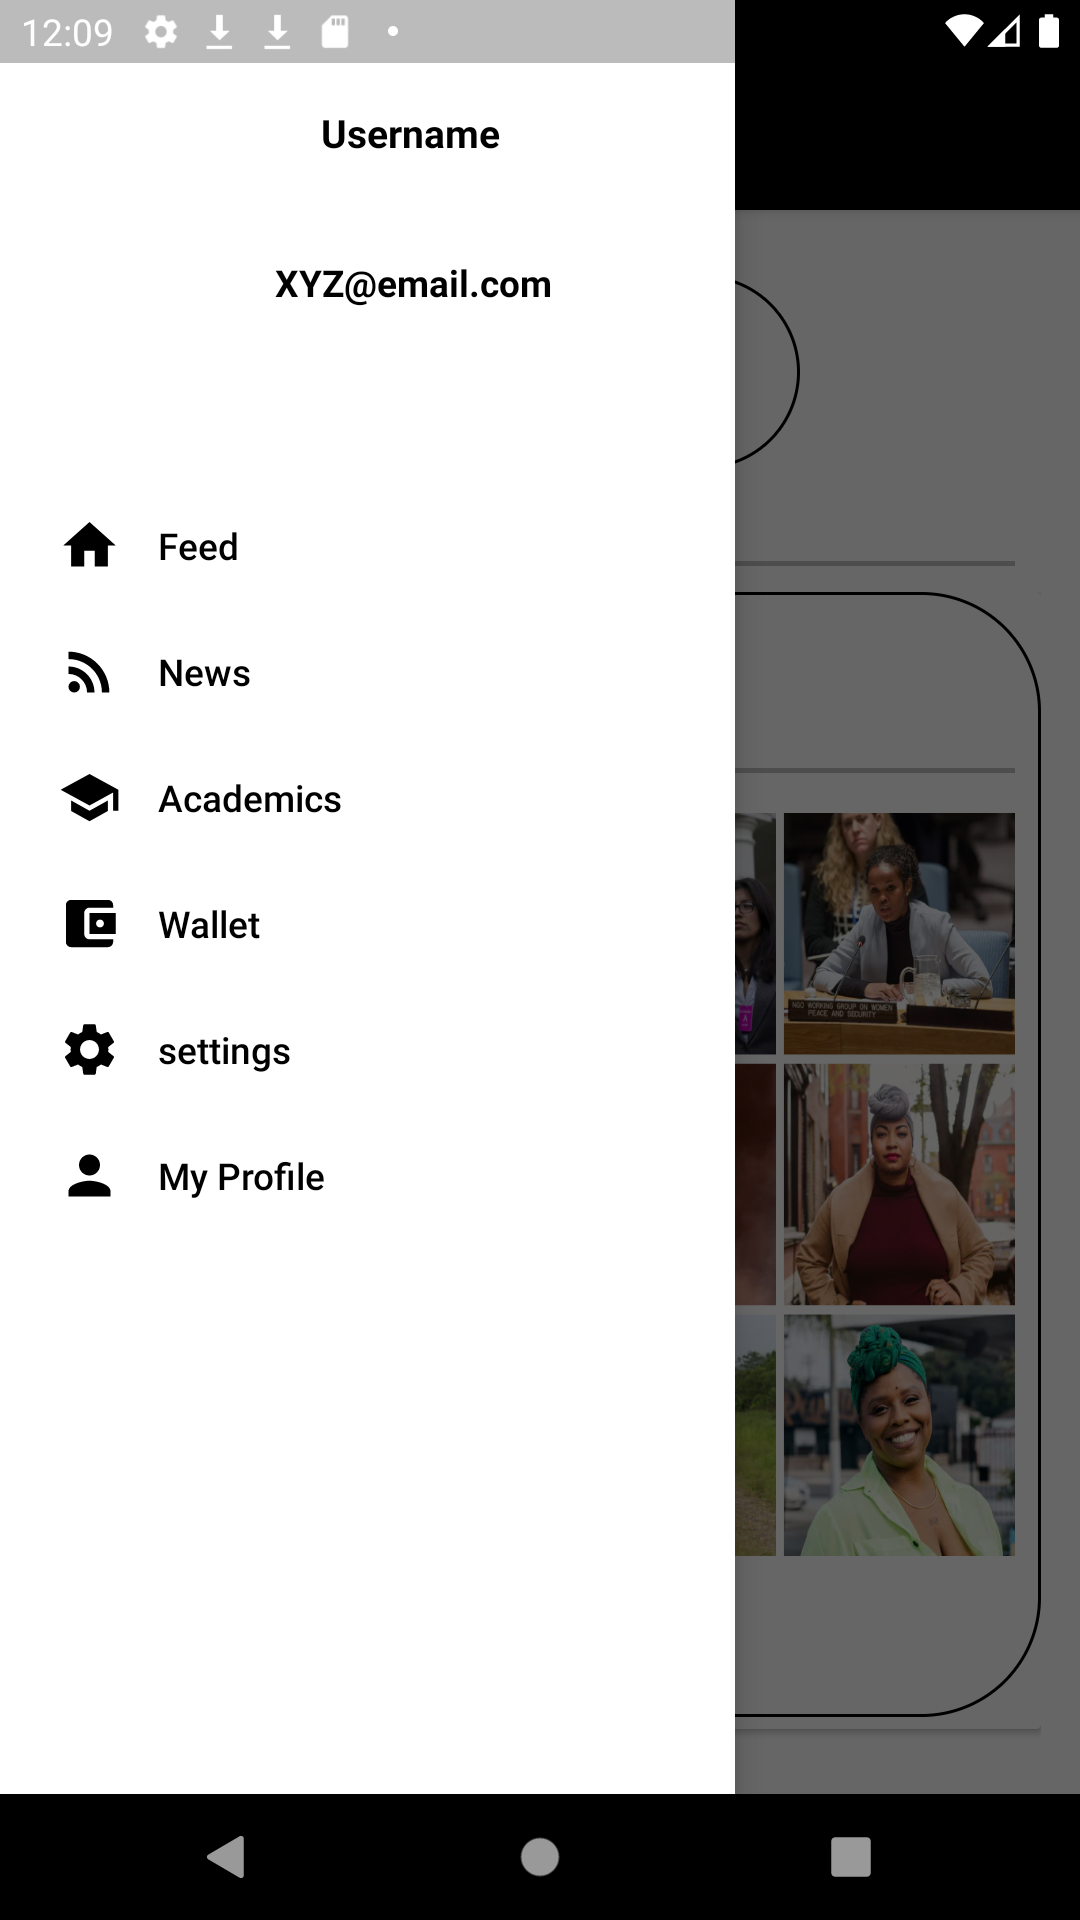 12:09
Username
XYZ@email.com
Feed
News
Academics
Wallet
settings
My Profile
NGO WORKING GROUP ON WOMEN
PEACE AND SECURITY